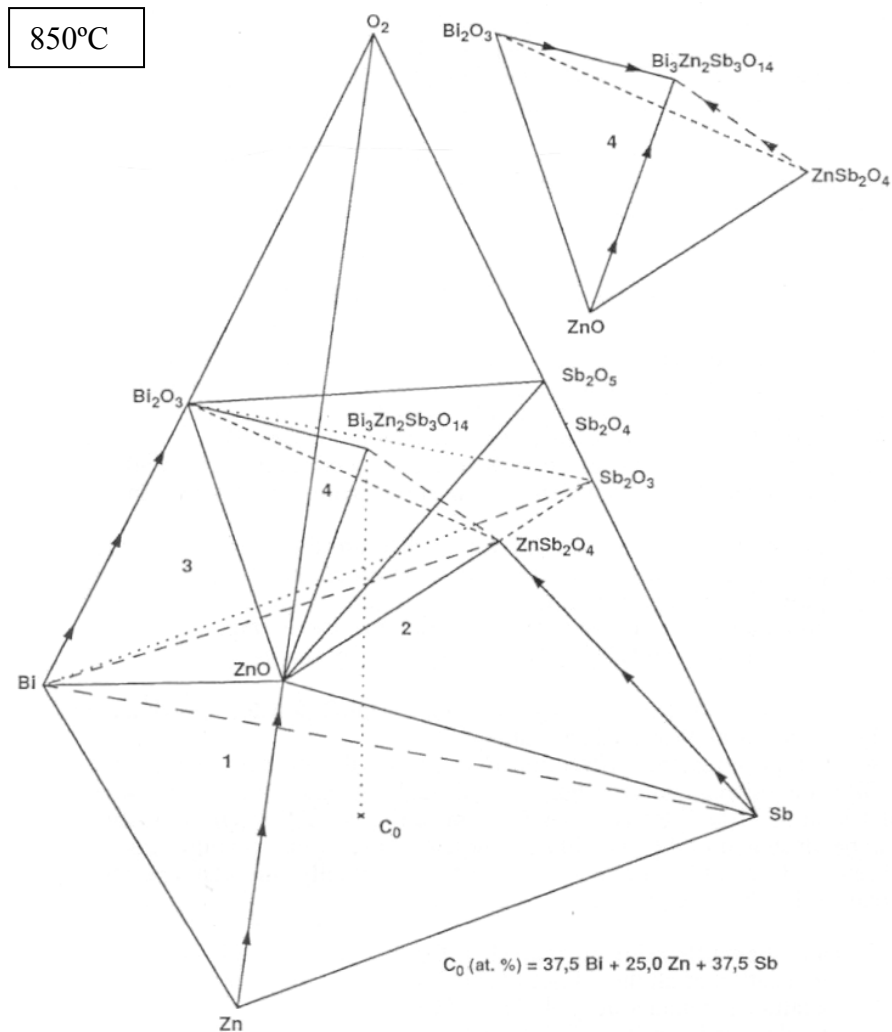 850ºC
O₂
Bi₂O₃
Bi₃Zn₂Sb₃O₁₄
4
ZnSb₂O₄
ZnO
Sb₂O₅
Bi₂O₃
Bi₃Zn₂Sb₃O₁₄
Sb₂O₄
4
Sb₂O₃
ZnSb₂O₄
3
2
ZnO
Bi
1
Sb
C₀
C₀ (at. %) = 37,5 Bi + 25,0 Zn + 37,5 Sb
Zn